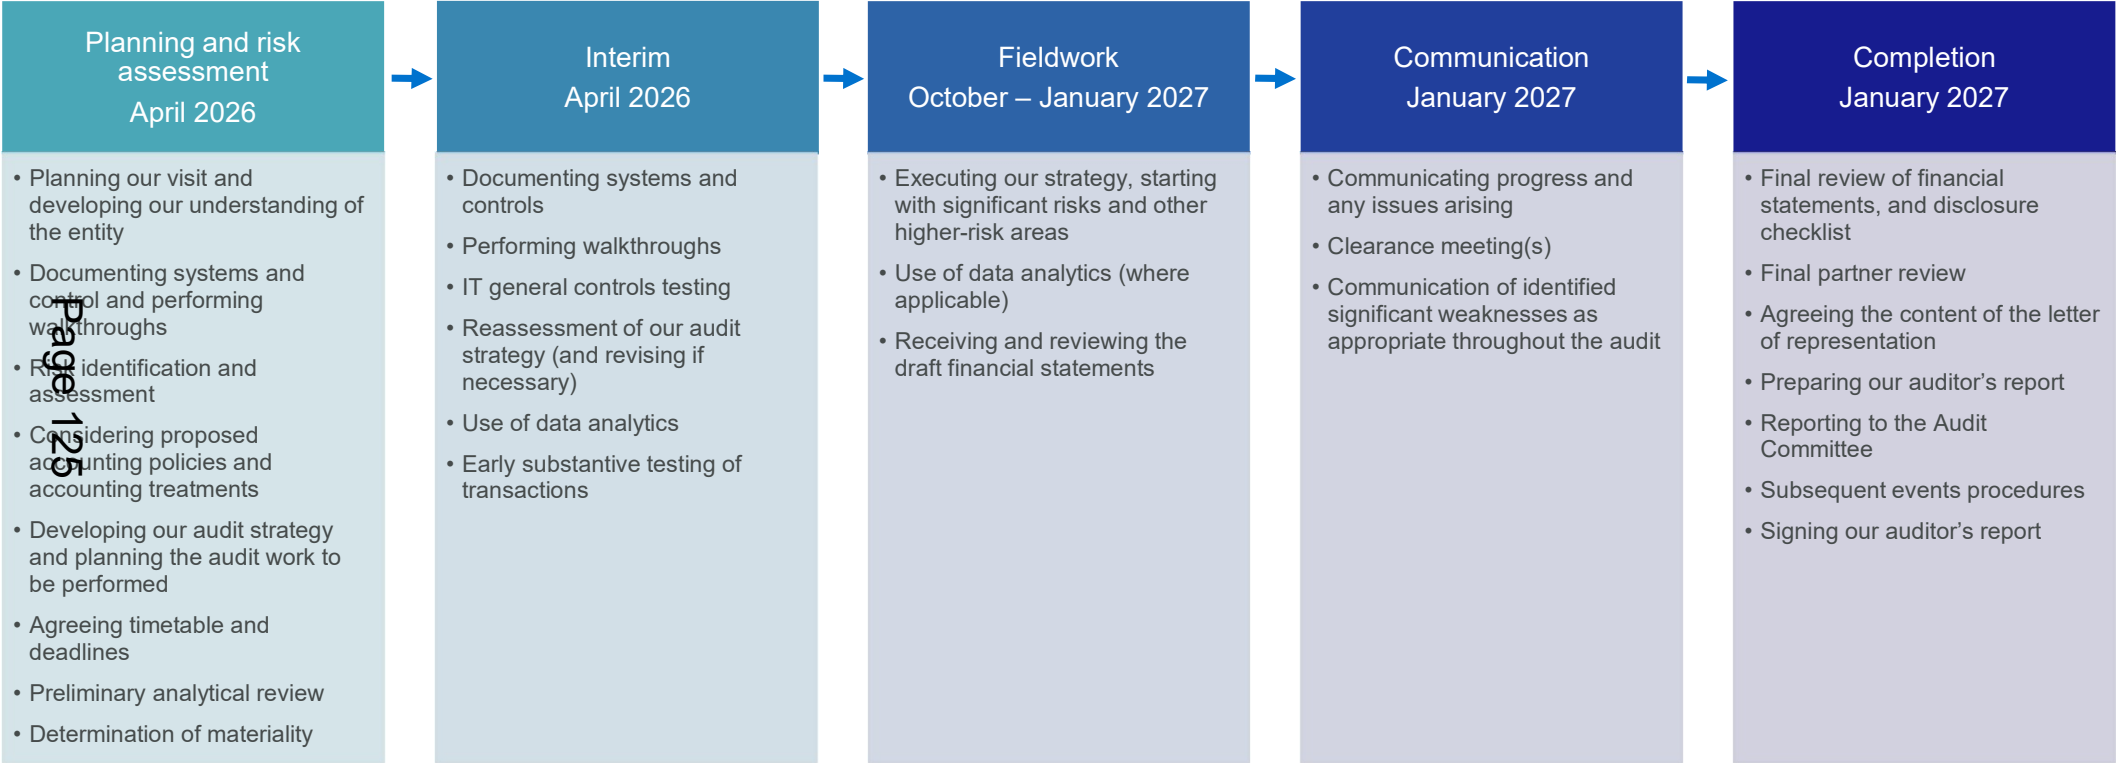 Planning and risk
assessment
April 2026
• Planning our visit and
developing our understanding of
the entity
• Documenting systems and
control and performing
walkthroughs
• Risk identification and
assessment
• Considering proposed
accounting policies and
accounting treatments
• Developing our audit strategy
and planning the audit work to
be performed
• Agreeing timetable and
deadlines
• Preliminary analytical review
• Determination of materiality
Page 125
Interim
April 2026
• Documenting systems and
controls
• Performing walkthroughs
• IT general controls testing
• Reassessment of our audit
strategy (and revising if
necessary)
• Use of data analytics
• Early substantive testing of
transactions
Fieldwork
October – January 2027
• Executing our strategy, starting
with significant risks and other
higher-risk areas
• Use of data analytics (where
applicable)
• Receiving and reviewing the
draft financial statements
Communication
January 2027
• Communicating progress and
any issues arising
• Clearance meeting(s)
• Communication of identified
significant weaknesses as
appropriate throughout the audit
Completion
January 2027
• Final review of financial
statements, and disclosure
checklist
• Final partner review
• Agreeing the content of the letter
of representation
• Preparing our auditor’s report
• Reporting to the Audit
Committee
• Subsequent events procedures
• Signing our auditor’s report